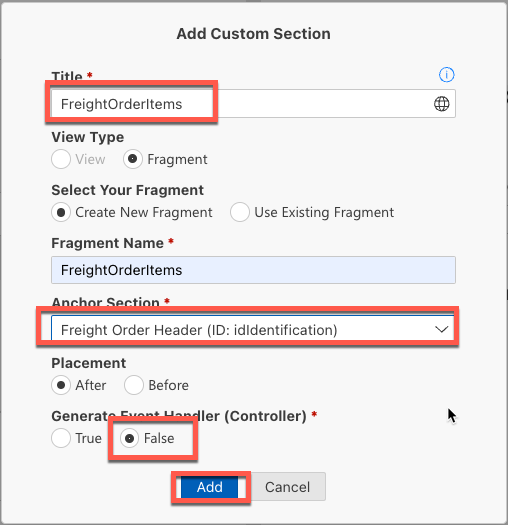 Add Custom Section
Title *
FreightOrderItems
View Type
View Fragment
Select Your Fragment
Create New Fragment Use Existing Fragment
Fragment Name *
FreightOrderItems
Anchor Section *
Freight Order Header (ID: idIdentification)
Placement
After Before
Generate Event Handler (Controller) *
True False
Add Cancel